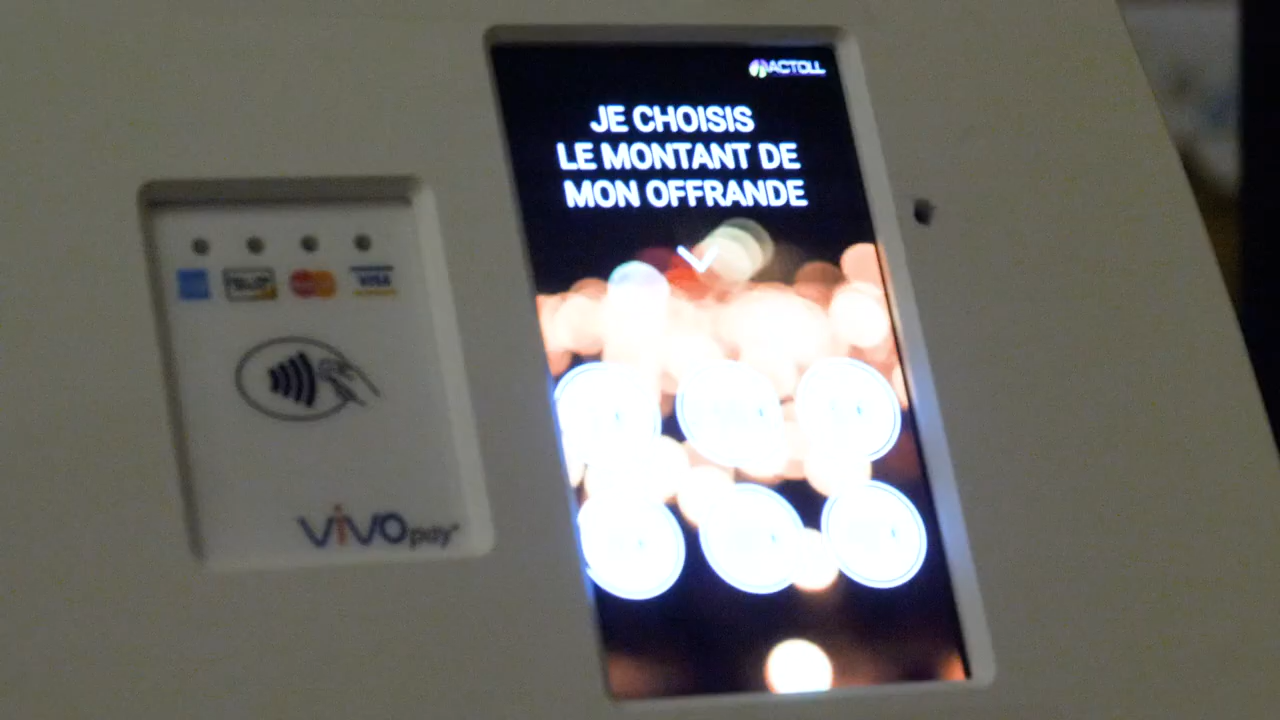 ACTOLL
JE CHOISIS
LE MONTANT DE
MON OFFRANDE
VISA
VIVOpay